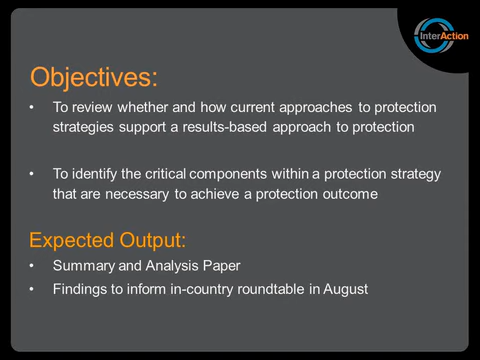 InterAction
Objectives:
• To review whether and how current approaches to protection
strategies support a results-based approach to protection
• To identify the critical components within a protection strategy
that are necessary to achieve a protection outcome
Expected Output:
• Summary and Analysis Paper
• Findings to inform in-country roundtable in August